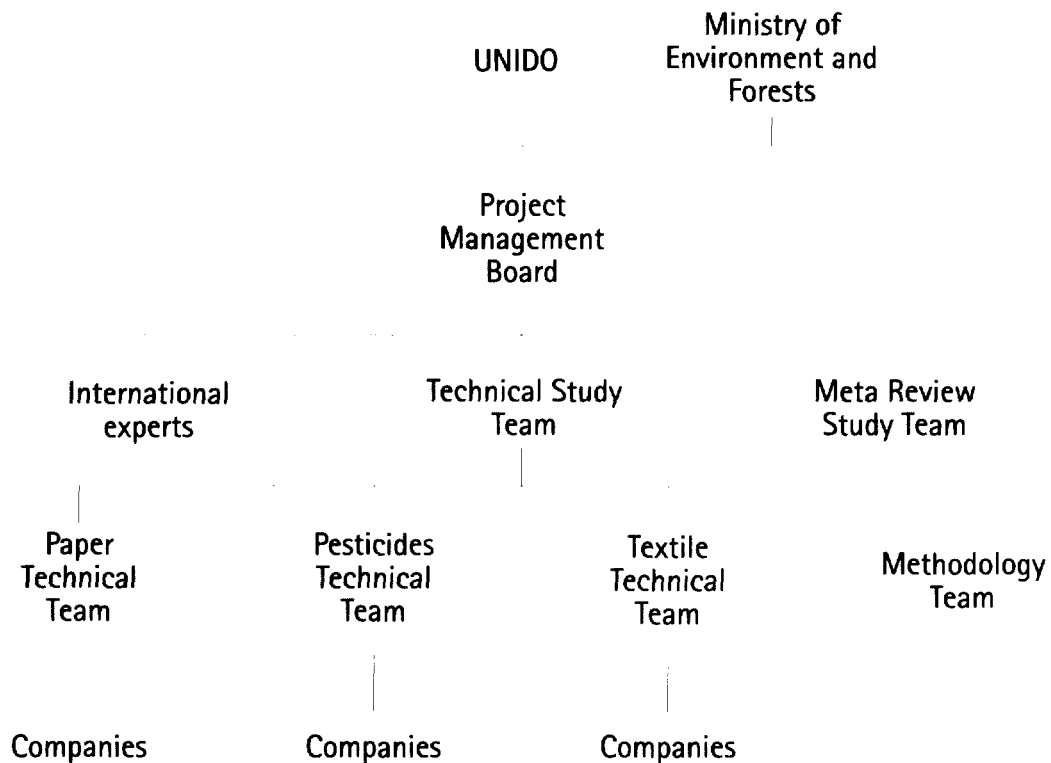 UNIDO
Ministry of
Environment and
Forests
Project
Management
Board
International
experts
Technical Study
Team
Meta Review
Study Team
Paper
Technical
Team
Pesticides
Technical
Team
Textile
Technical
Team
Methodology
Team
Companies
Companies
Companies